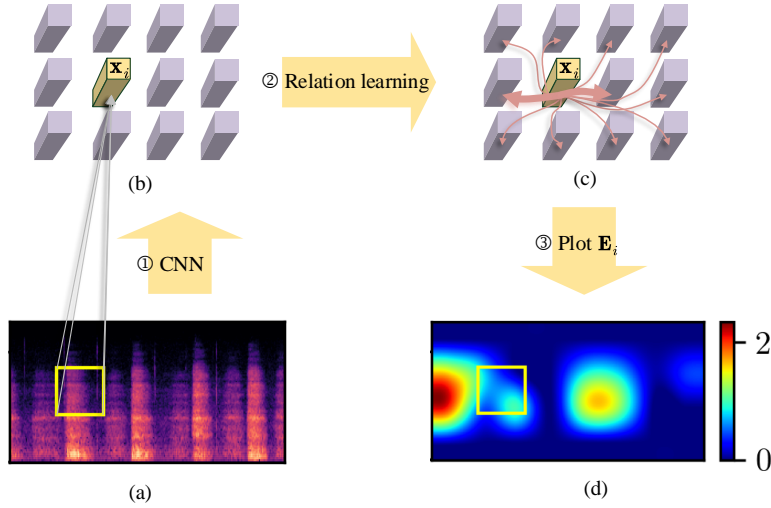 x_i
② Relation learning
x_i
(b)
(c)
① CNN
③ Plot E_i
2
0
(a)
(d)